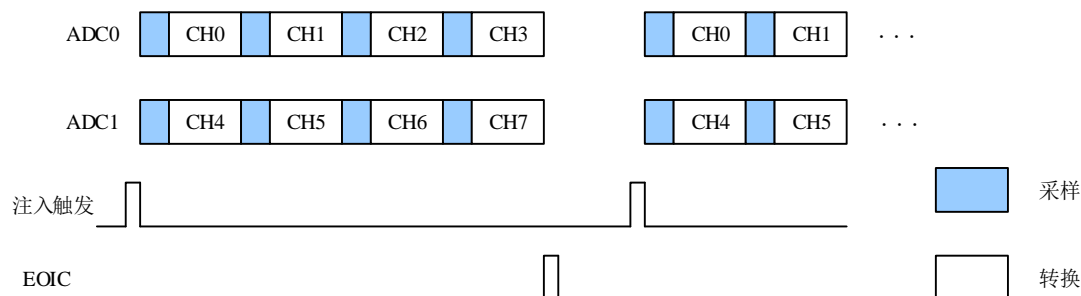 ADC0 CH0 CH1 CH2 CH3 CH0 CH1 . . .
ADC1 CH4 CH5 CH6 CH7 CH4 CH5 . . .
注入触发 采样
EOIC 转换